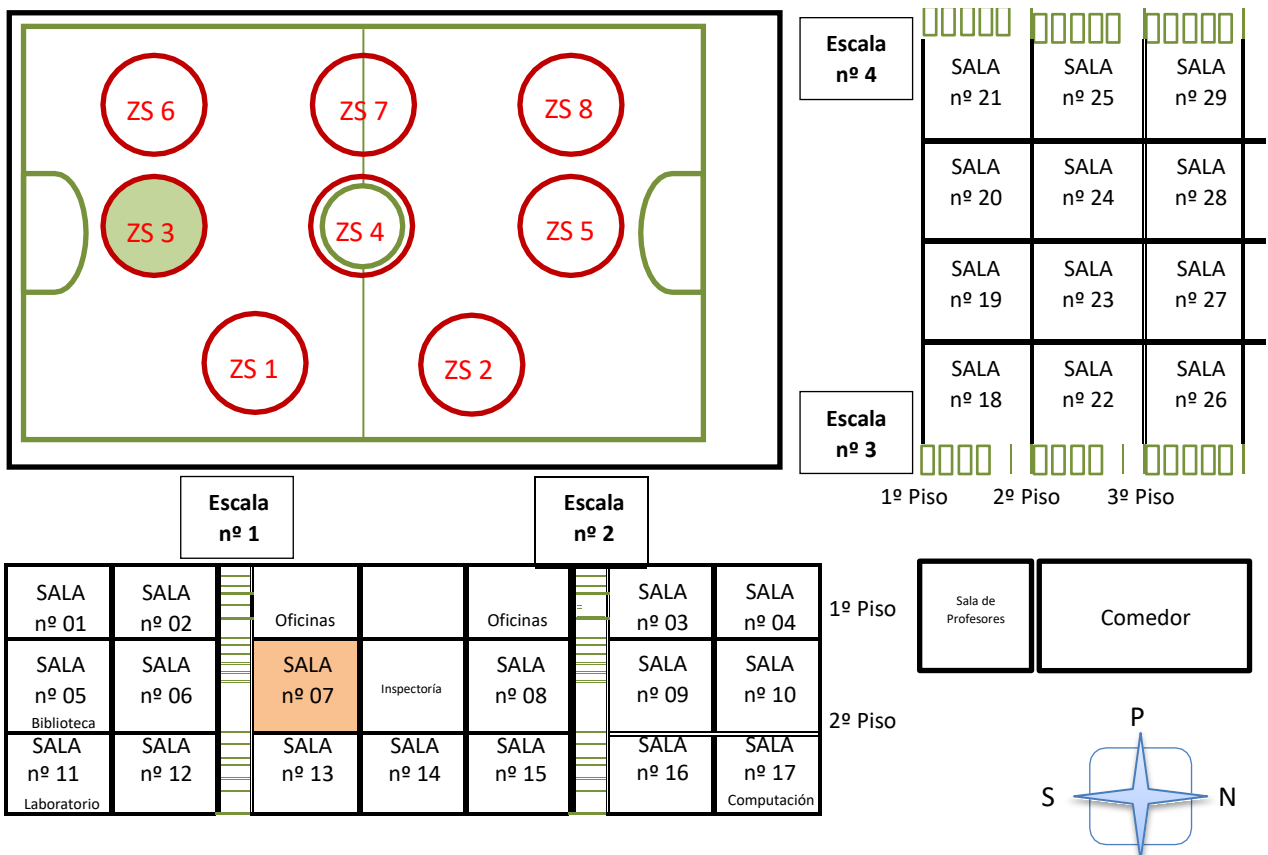 ZS 6
ZS 7
ZS 8
ZS 3
ZS 4
ZS 5
ZS 1
ZS 2
Escala
nº 4
SALA
nº 21
SALA
nº 25
SALA
nº 29
SALA
nº 20
SALA
nº 24
SALA
nº 28
SALA
nº 19
SALA
nº 23
SALA
nº 27
SALA
nº 18
SALA
nº 22
SALA
nº 26
Escala
nº 3
1º Piso
2º Piso
3º Piso
Escala
nº 1
Escala
nº 2
SALA
nº 01
SALA
nº 02
Oficinas
Oficinas
SALA
nº 03
SALA
nº 04
1º Piso
SALA
nº 05
Biblioteca
SALA
nº 06
SALA
nº 07
Inspectoría
SALA
nº 08
SALA
nº 09
SALA
nº 10
2º Piso
SALA
nº 11
Laboratorio
SALA
nº 12
SALA
nº 13
SALA
nº 14
SALA
nº 15
SALA
nº 16
SALA
nº 17
Computación
Sala de
Profesores
Comedor
P
S
N